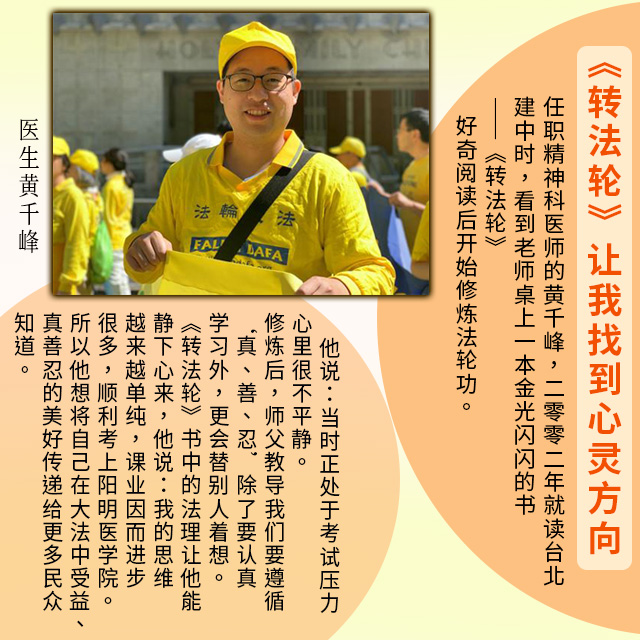 《转法轮》让我找到心灵方向
任职精神科医师的黄千峰，二零零二年就读台北
建中时，看到老师桌上一本金光闪闪的书
——《转法轮》
好奇阅读后开始修炼法轮功。
医生黄千峰
法輪大法
FALUN DAFA
他说：当时正处于考试压力
心里很不平静。
修炼后，师父教导我们要遵循
“真、善、忍”，除了要认真
学习外，更会替别人着想。
《转法轮》书中的法理让他能
静下心来，他说：我的思维
越来越单纯，课业因而进步
很多，顺利考上阳明医学院。
所以他想将自己在大法中受益、
真善忍的美好传递给更多民众
知道。